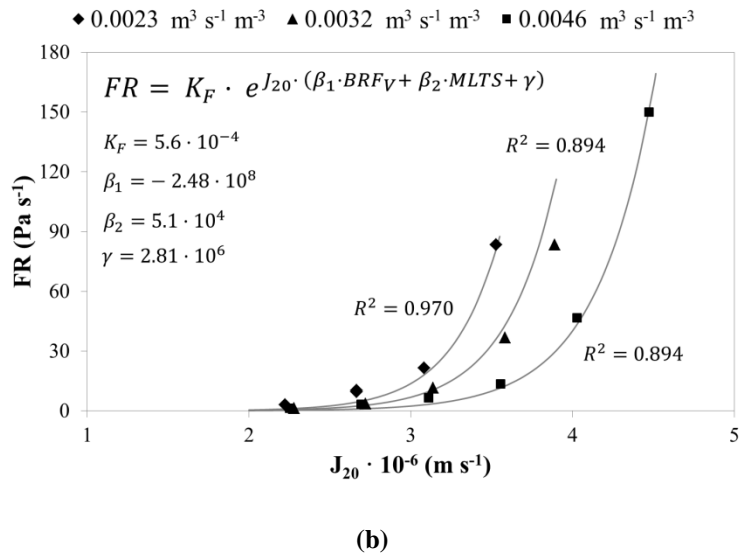 ◆ 0.0023 m³ s⁻¹ m⁻³ ▲ 0.0032 m³ s⁻¹ m⁻³ ■ 0.0046 m³ s⁻¹ m⁻³
180
150
120
90
60
30
0
FR (Pa s⁻¹)
FR = K_F · e^{J₂₀ · (β₁·BRF_V + β₂·MLTS + γ)}
K_F = 5.6 · 10⁻⁴
β₁ = − 2.48 · 10⁸
β₂ = 5.1 · 10⁴
γ = 2.81 · 10⁶
R² = 0.894
R² = 0.970
R² = 0.894
1 2 3 4 5
J₂₀ · 10⁻⁶ (m s⁻¹)
(b)